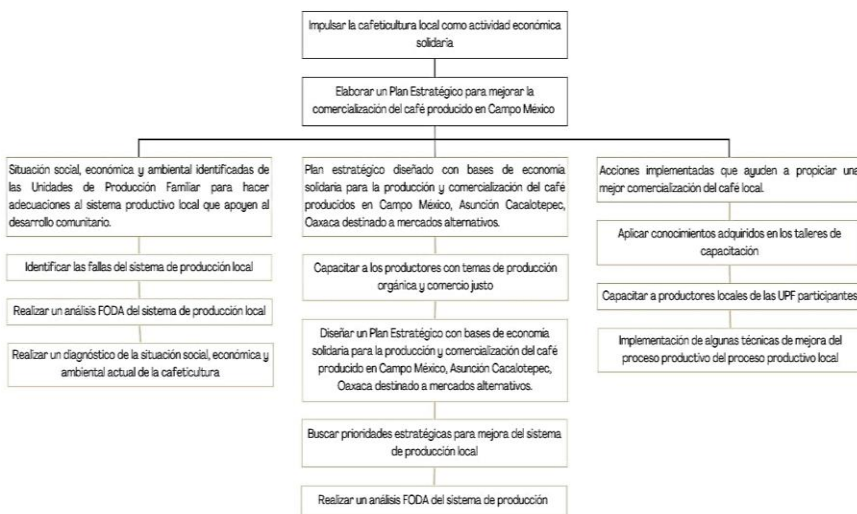 Impulsar la cafeticultura local como actividad económica
solidaria
Elaborar un Plan Estratégico para mejorar la
comercialización del café producido en Campo México
Situación social, económica y ambiental identificadas de
las Unidades de Producción Familiar para hacer
adecuaciones al sistema productivo local que apoyen al
desarrollo comunitario.
Identificar las fallas del sistema de producción local
Realizar un análisis FODA del sistema de producción local
Realizar un diagnóstico de la situación social, económica y
ambiental actual de la cafeticultura
Plan estratégico diseñado con bases de economía
solidaria para la producción y comercialización del café
producidos en Campo México, Asunción Cacalotepec,
Oaxaca destinado a mercados alternativos.
Capacitar a los productores con temas de producción
orgánica y comercio justo
Diseñar un Plan Estratégico con bases de economía
solidaria para la producción y comercialización del café
producido en Campo México, Asunción Cacalotepec,
Oaxaca destinado a mercados alternativos.
Buscar prioridades estratégicas para mejora del sistema
de producción local
Realizar un análisis FODA del sistema de producción
Acciones implementadas que ayuden a propiciar una
mejor comercialización del café local.
Aplicar conocimientos adquiridos en los talleres de
capacitación
Capacitar a productores locales de las UPF participantes
Implementación de algunas técnicas de mejora del
proceso productivo del proceso productivo local